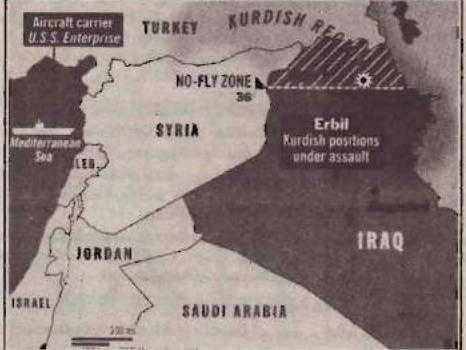 Aircraft carrier
U.S.S. Enterprise
TURKEY
KURDISH REG
NO-FLY ZONE
36
SYRIA
Mediterranean
Sea
LEB.
Erbil
Kurdish positions
under assault
IRAQ
JORDAN
ISRAEL
SAUDI ARABIA